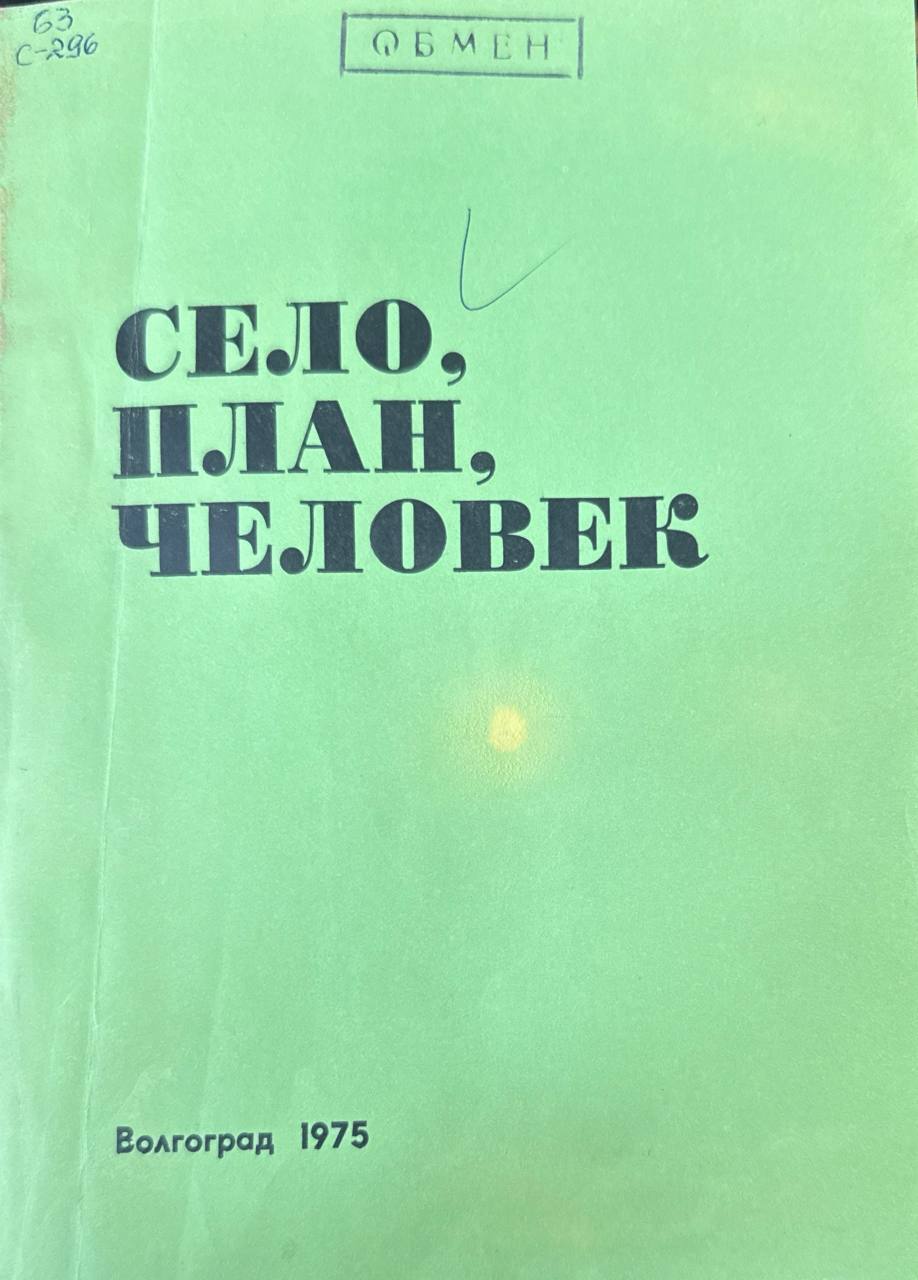 63
С-296
ОБМЕН
СЕЛО,
ПЛАН,
ЧЕЛОВЕК
Волгоград 1975